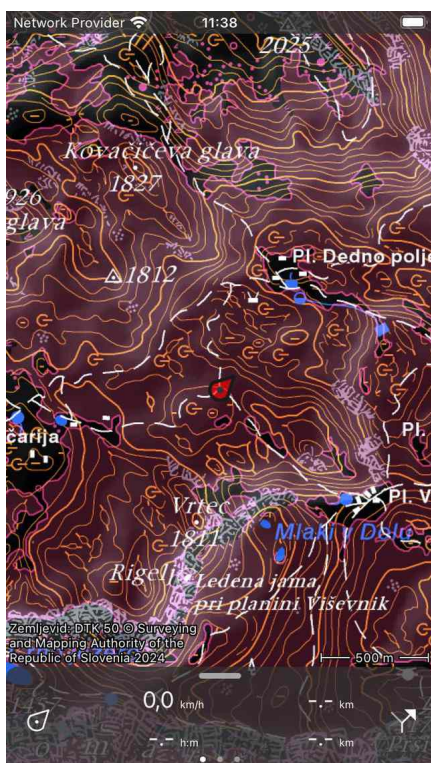 Network Provider 11:38
2025
Kovačičeva glava
1827
926
glava
Pl. Dedno polje
1812
čarija
Pl.
Vrtec
Pl. V
1811
Mlaki v Dolu
Rigelj
Ledena jama
pri planini Viševnik
Zemljevid: DTK 50 © Surveying
and Mapping Authority of the
Republic of Slovenia 2024
500 m
0,0 km/h
-.- km
-.- h:m
-.- km